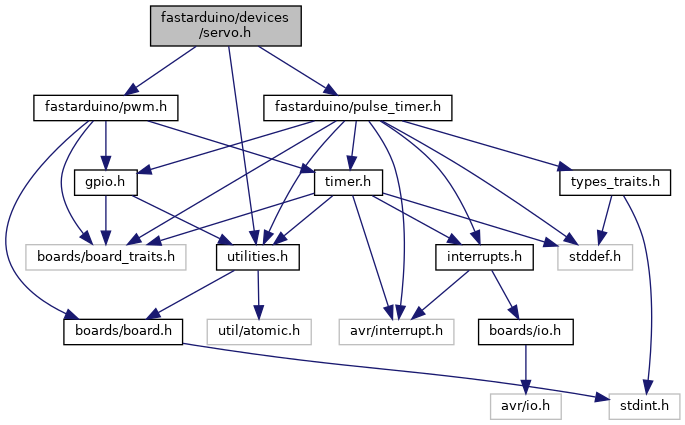 fastarduino/devices
/servo.h
fastarduino/pwm.h
fastarduino/pulse_timer.h
gpio.h
timer.h
types_traits.h
boards/board_traits.h
utilities.h
interrupts.h
stddef.h
boards/board.h
util/atomic.h
avr/interrupt.h
boards/io.h
avr/io.h
stdint.h